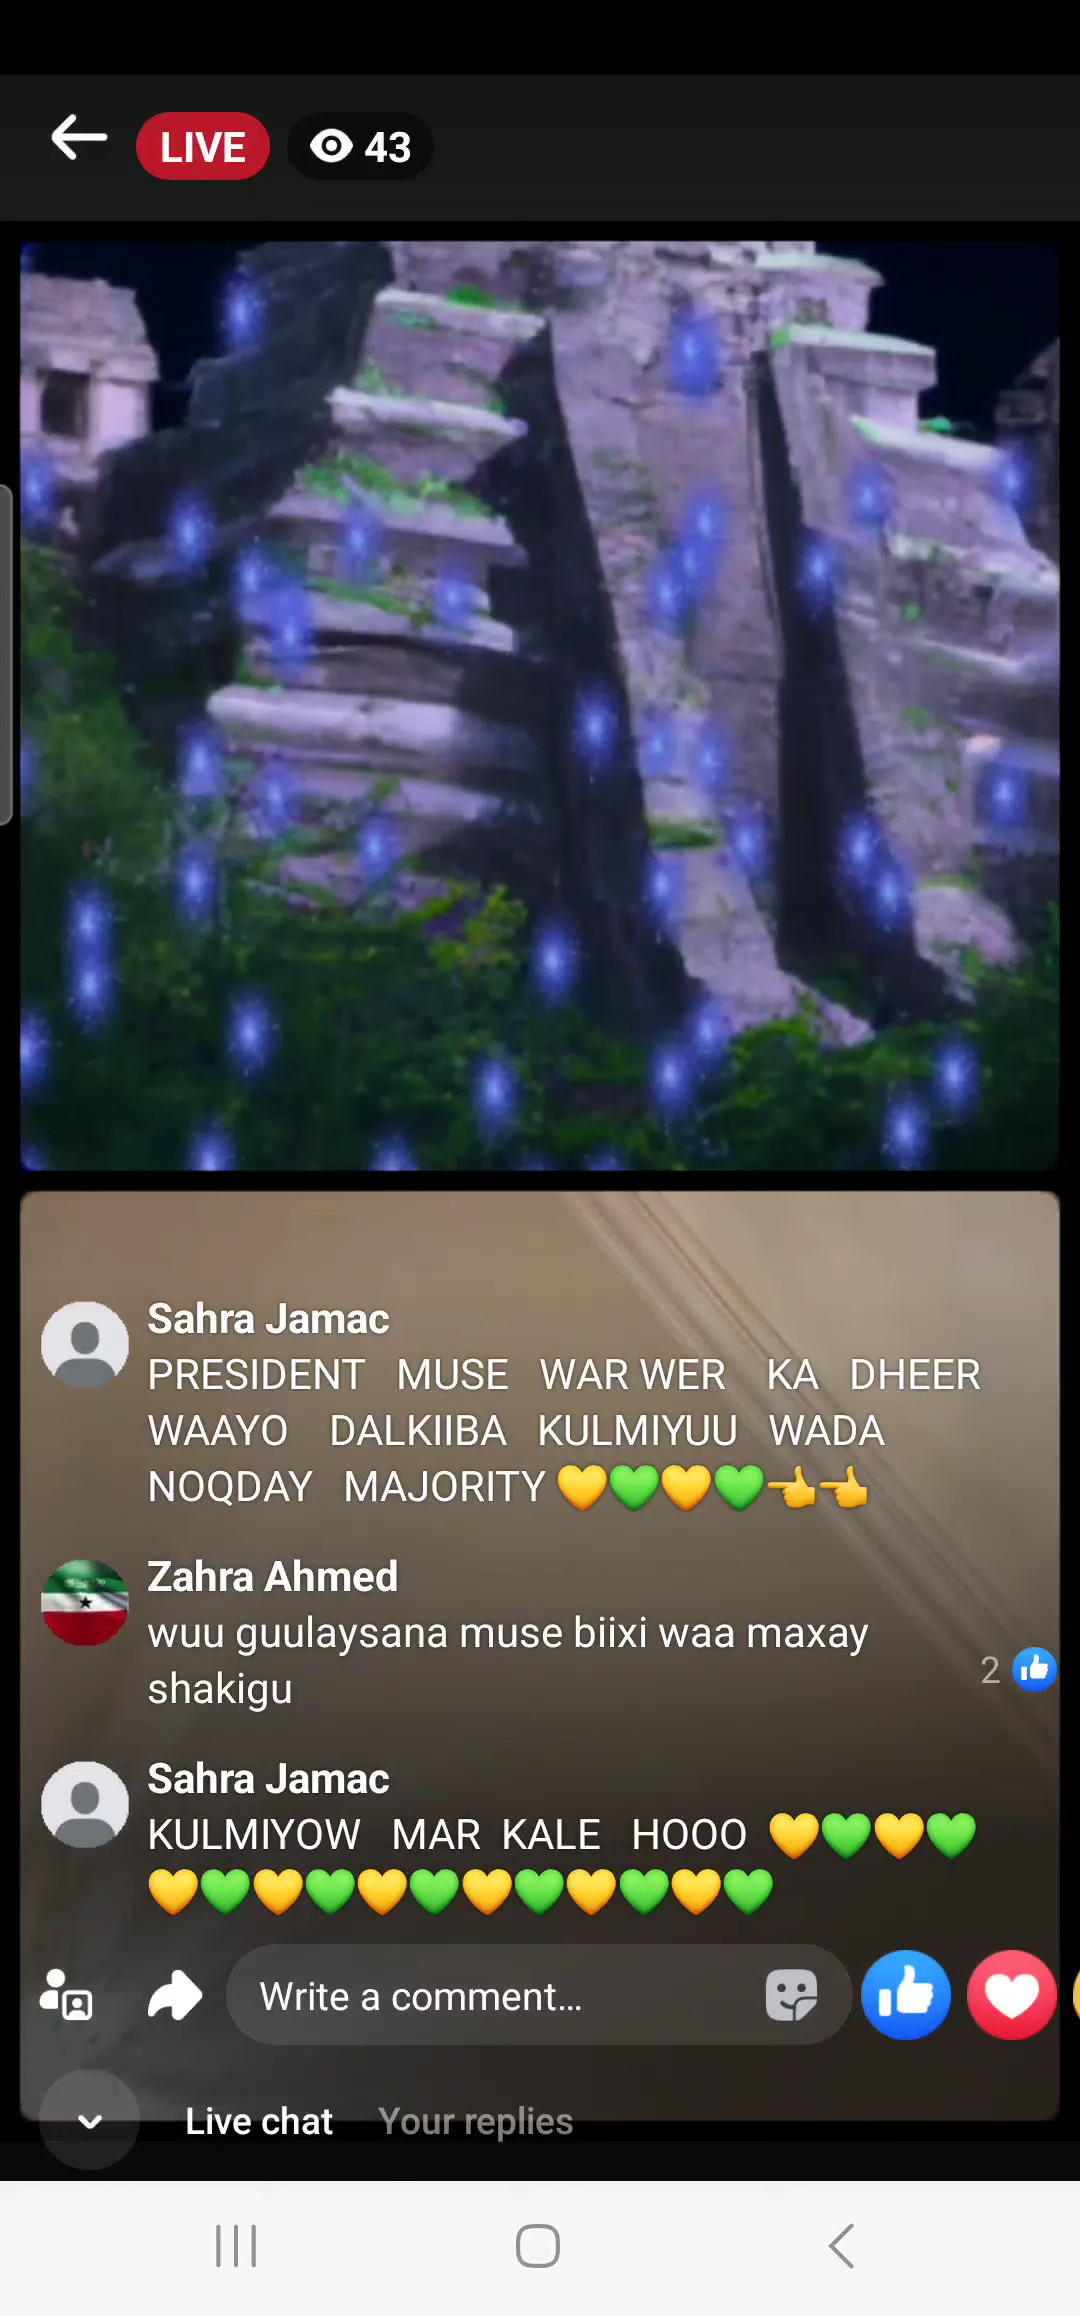 LIVE 43
Sahra Jamac
PRESIDENT MUSE WAR WER KA DHEER
WAAYO DALKIIBA KULMIYUU WADA
NOQDAY MAJORITY 💛💚💛💚👈👈
Zahra Ahmed
wuu guulaysana muse biixi waa maxay
shakigu
2
Sahra Jamac
KULMIYOW MAR KALE HOOO 💛💚💛💚
💛💚💛💚💛💚💛💚💛💚💛💚
Write a comment...
Live chat Your replies